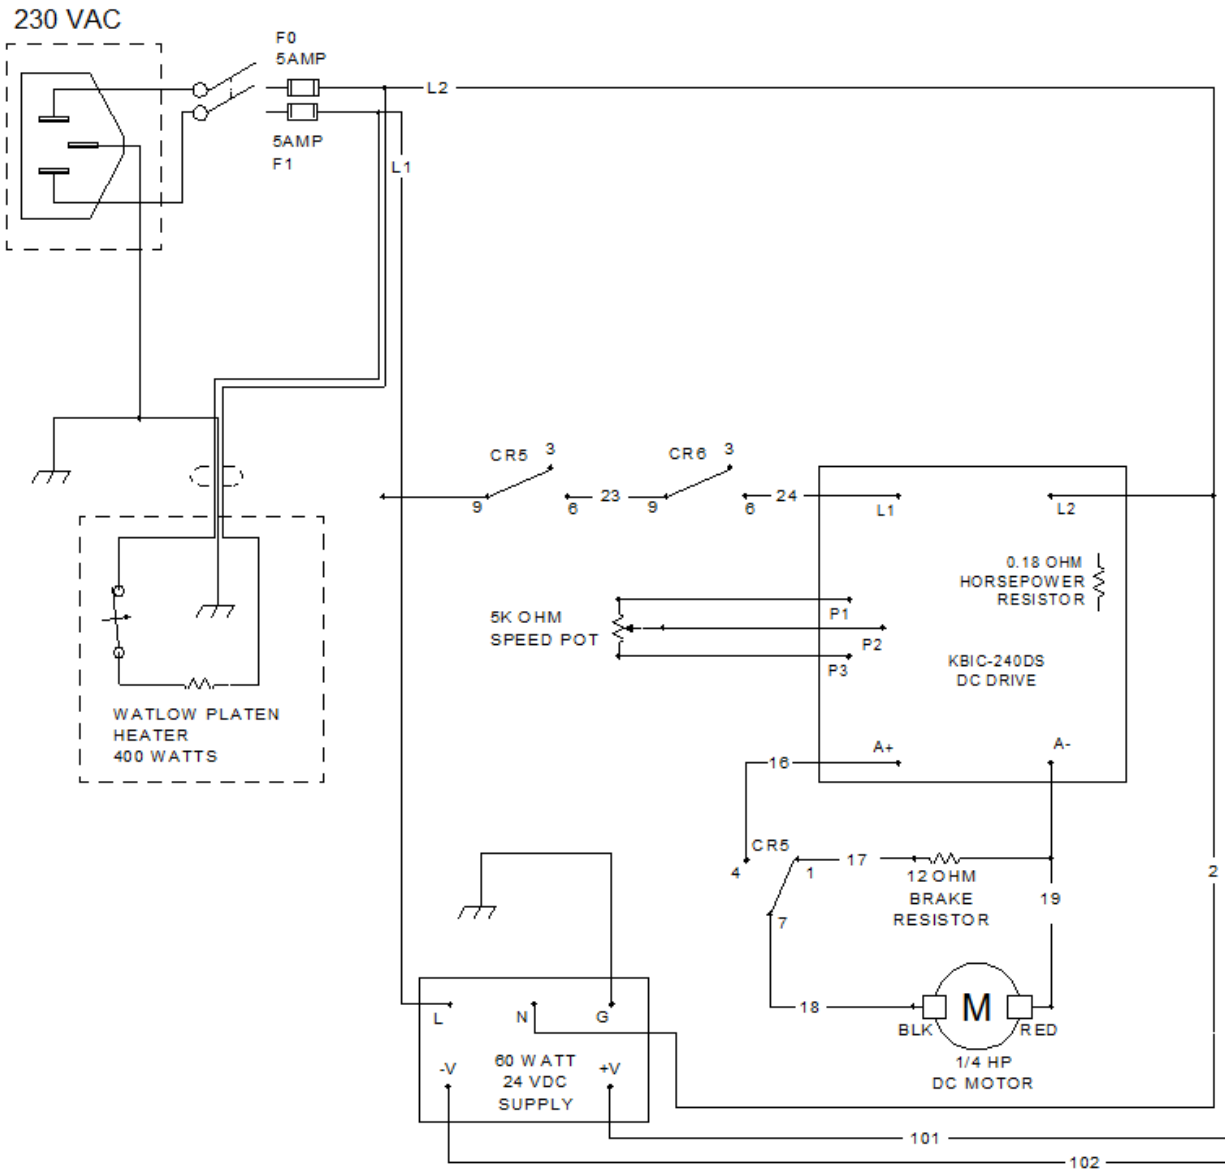 230 VAC
F0
5AMP
L2
5AMP
F1
L1
CR5 3
CR6 3
9
6
23
9
6
24
L1
L2
0.18 OHM
HORSEPOWER
RESISTOR
5K OHM
SPEED POT
P1
P2
P3
KBIC-240DS
DC DRIVE
WATLOW PLATEN
HEATER
400 WATTS
A+
A-
16
CR5
4
1
17
7
12 OHM
BRAKE
RESISTOR
19
2
18
BLK
M
RED
1/4 HP
DC MOTOR
L
N
G
-V
60 WATT
24 VDC
SUPPLY
+V
101
102